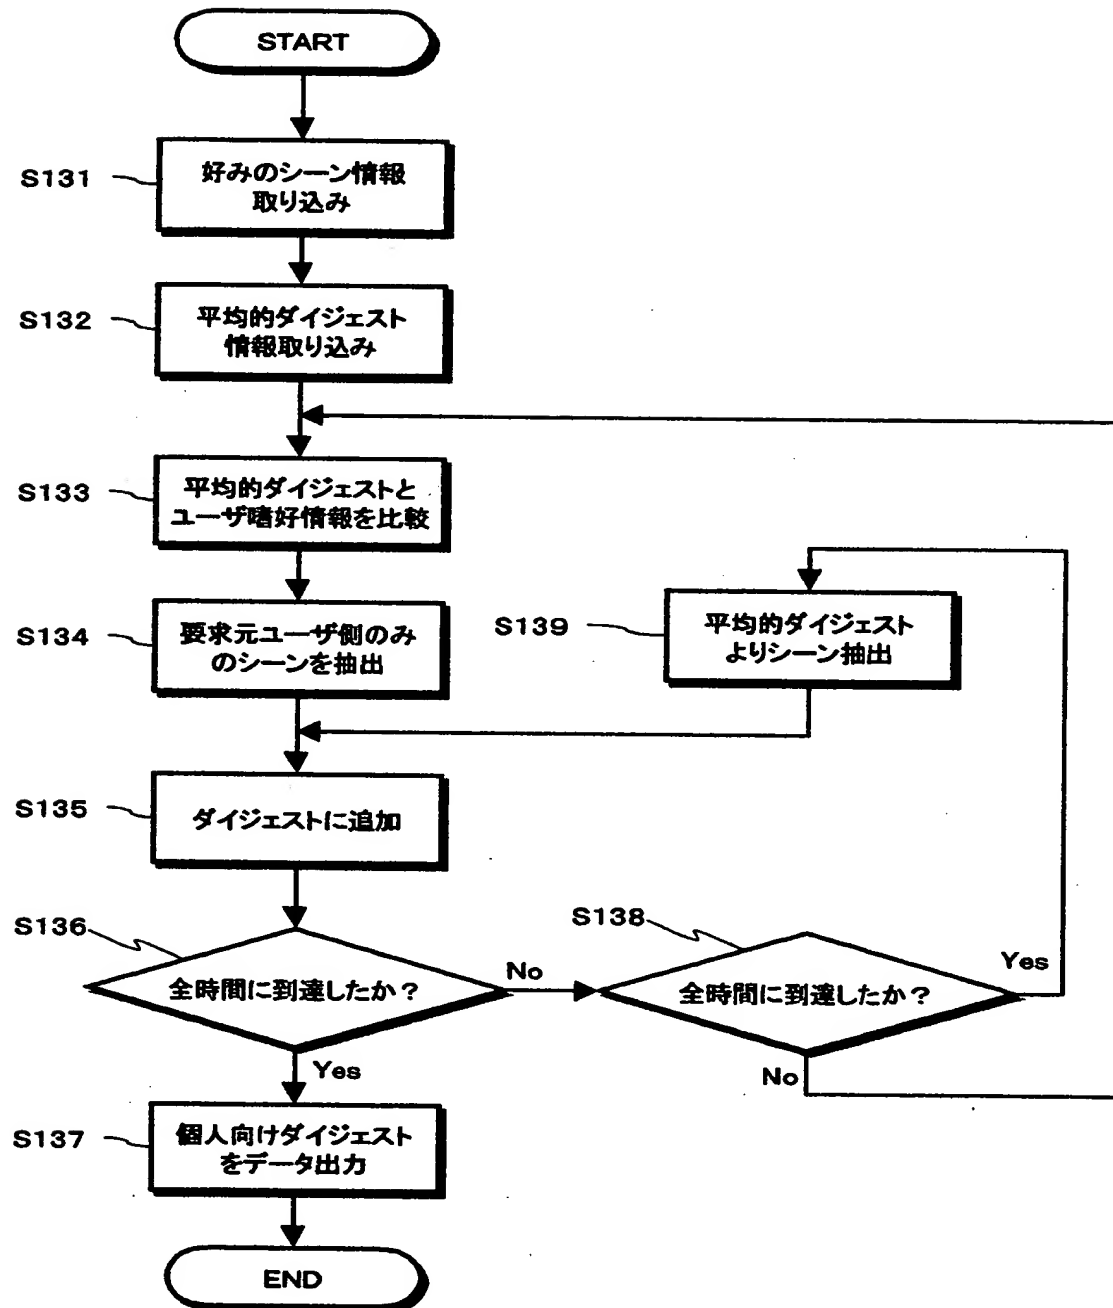 START
S131
好みのシーン情報
取り込み
S132
平均的ダイジェスト
情報取り込み
S133
平均的ダイジェストと
ユーザ嗜好情報を比較
S134
要求元ユーザ側のみ
のシーンを抽出
S139
平均的ダイジェスト
よりシーン抽出
S135
ダイジェストに追加
S136
全時間に到達したか?
No
S138
全時間に到達したか?
Yes
No
Yes
S137
個人向けダイジェスト
をデータ出力
END